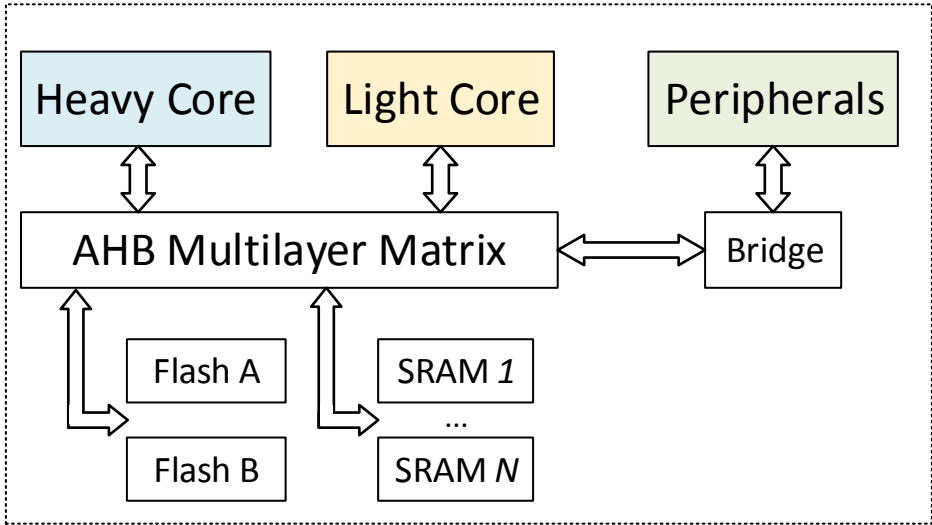 Heavy Core
Light Core
Peripherals
AHB Multilayer Matrix
Bridge
Flash A
SRAM 1
...
Flash B
SRAM N